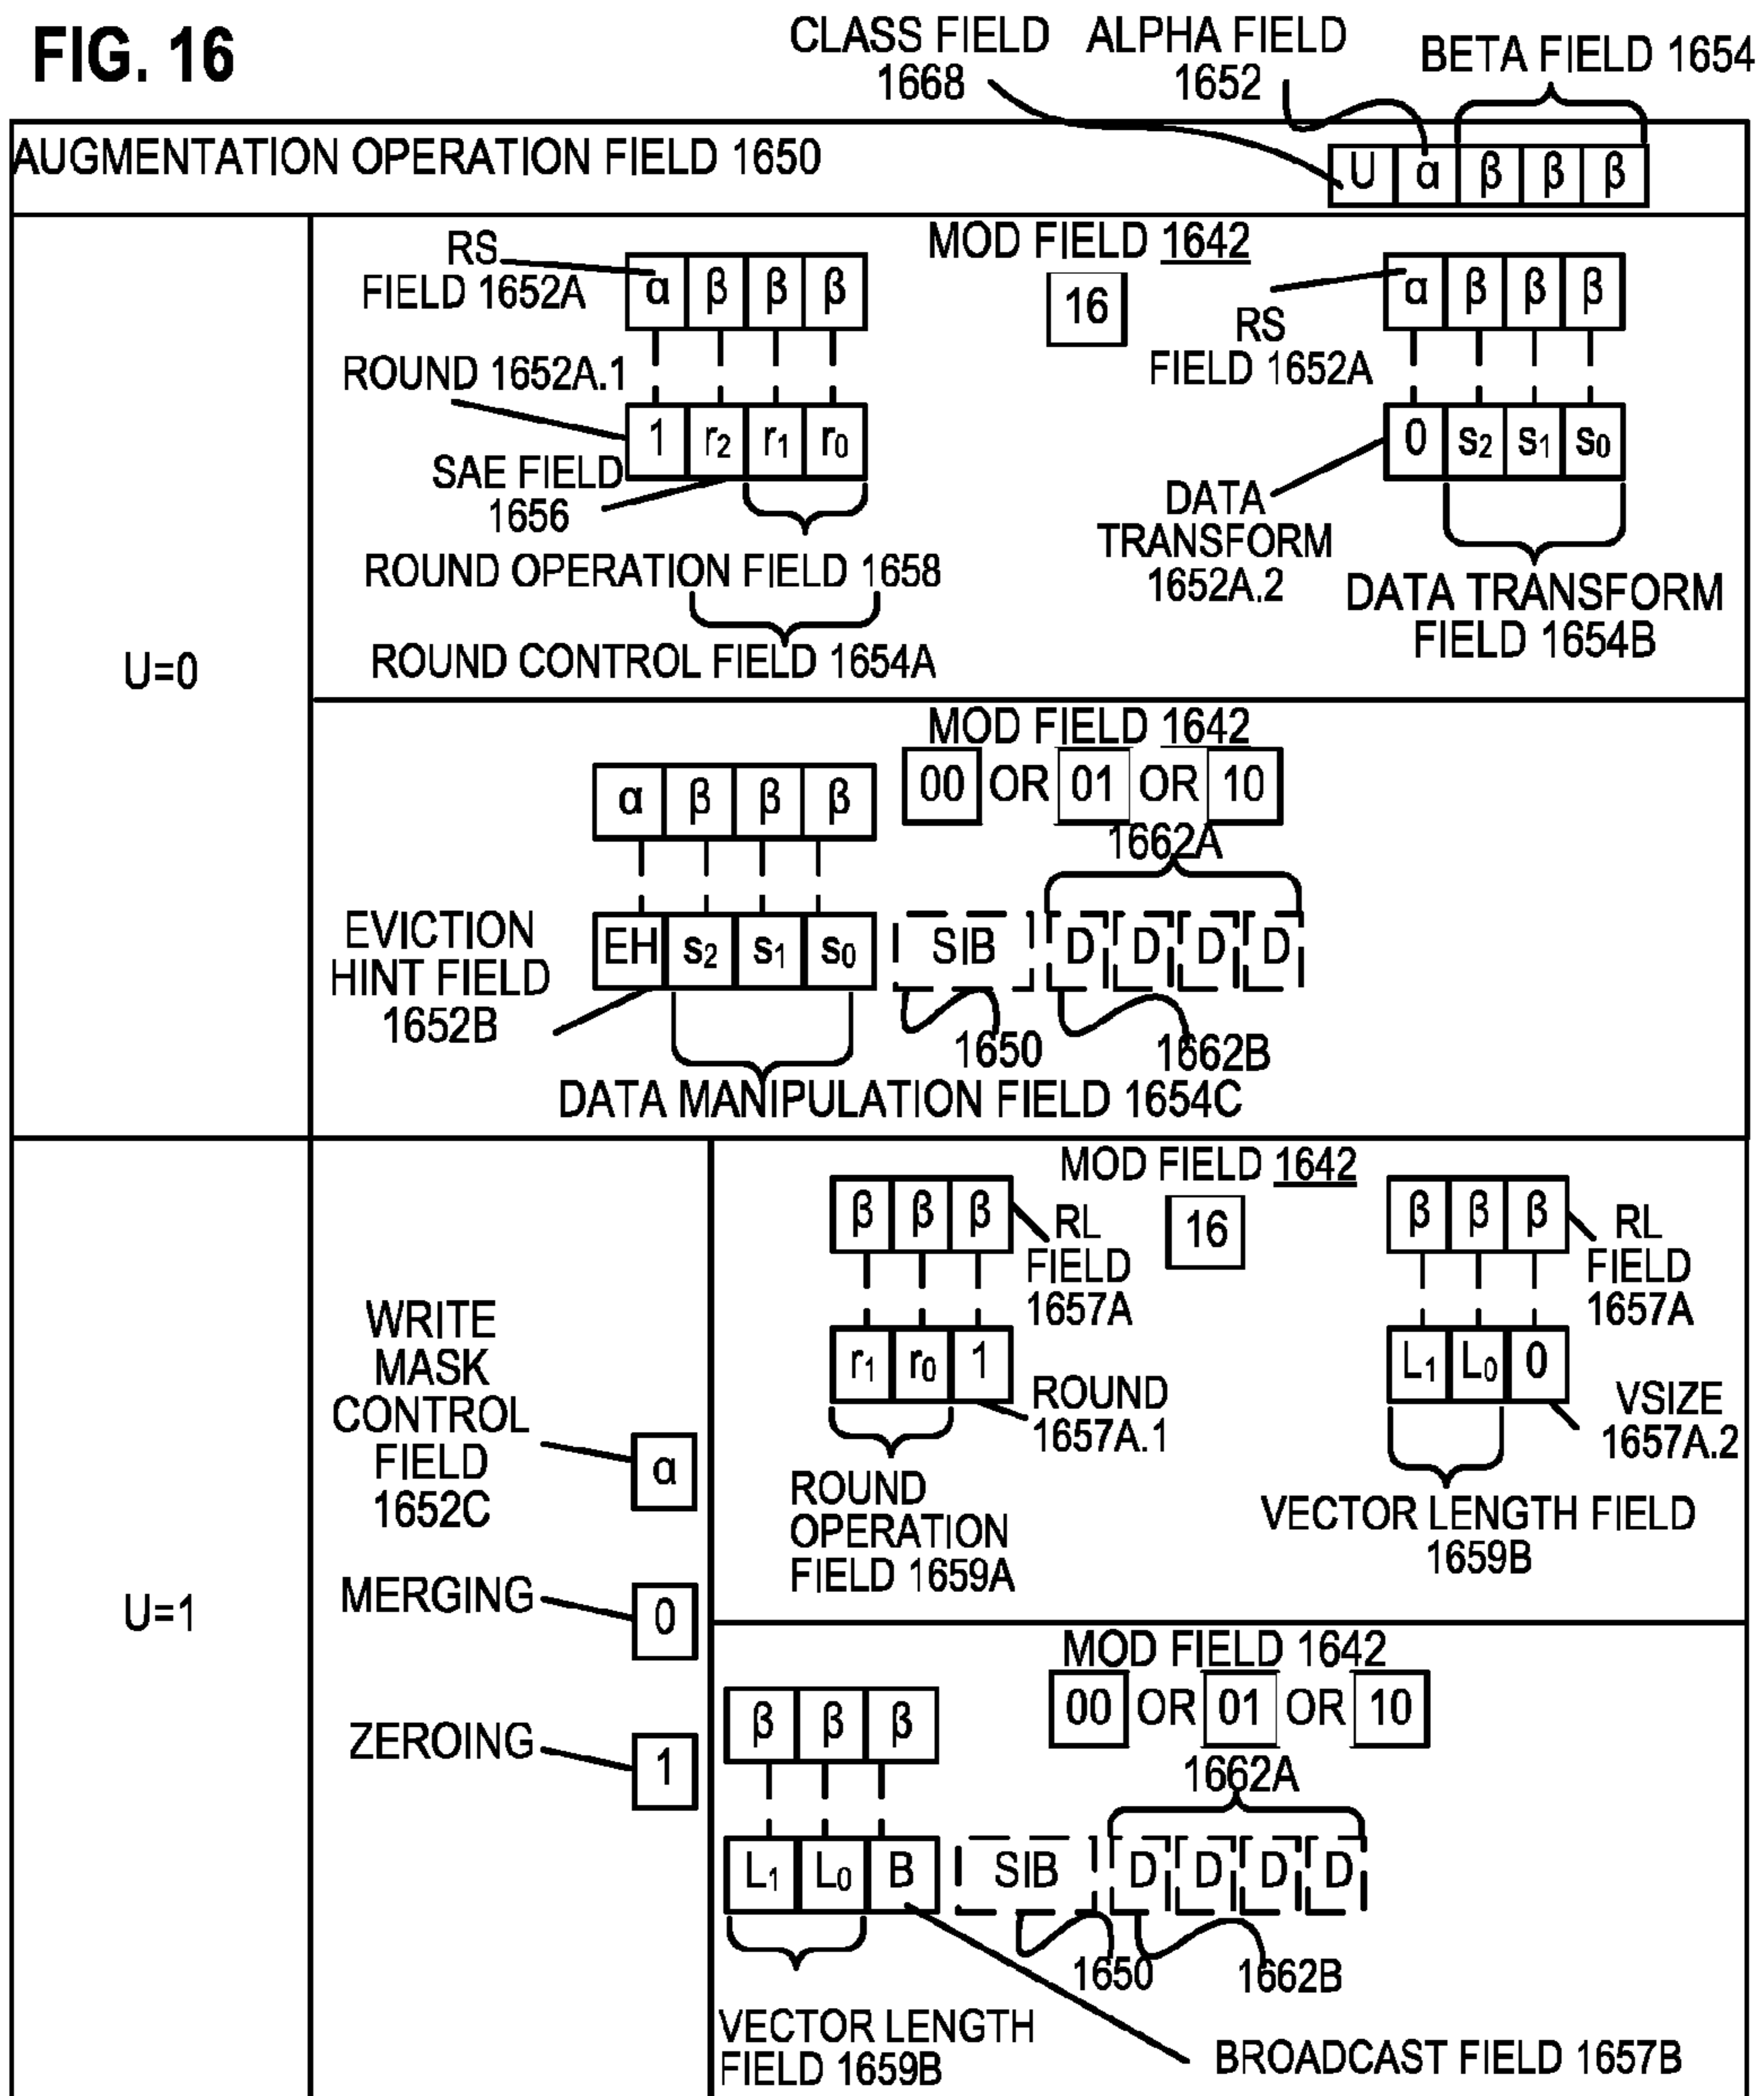 FIG. 16
CLASS FIELD
1668
ALPHA FIELD
1652
BETA FIELD 1654
AUGMENTATION OPERATION FIELD 1650
U α β β β
U=0
RS
FIELD 1652A
α β β β
MOD FIELD 1642
16
α β β β
RS
FIELD 1652A
ROUND 1652A.1
1 r2 r1 r0
0 s2 s1 s0
SAE FIELD
1656
DATA
TRANSFORM
1652A.2
ROUND OPERATION FIELD 1658
DATA TRANSFORM
FIELD 1654B
ROUND CONTROL FIELD 1654A
MOD FIELD 1642
00 OR 01 OR 10
α β β β
1662A
EVICTION
HINT FIELD
1652B
EH s2 s1 s0
SIB
D D D D
1650
1662B
DATA MANIPULATION FIELD 1654C
U=1
WRITE
MASK
CONTROL
FIELD
1652C
α
MERGING
0
ZEROING
1
MOD FIELD 1642
16
β β β
RL
FIELD
1657A
r1 r0 1
ROUND
1657A.1
ROUND
OPERATION
FIELD 1659A
β β β
RL
FIELD
1657A
L1 L0 0
VSIZE
1657A.2
VECTOR LENGTH FIELD
1659B
MOD FIELD 1642
00 OR 01 OR 10
β β β
1662A
L1 L0 B
SIB
D D D D
1650
1662B
VECTOR LENGTH
FIELD 1659B
BROADCAST FIELD 1657B